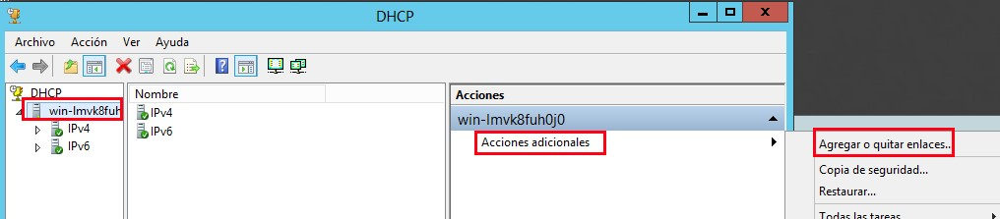 DHCP
Archivo Acción Ver Ayuda
DHCP
win-lmvk8fuh
IPv4
IPv6
Nombre
IPv4
IPv6
Acciones
win-lmvk8fuh0j0
Acciones adicionales
Agregar o quitar enlaces...
Copia de seguridad...
Restaurar...
Todas las tareas